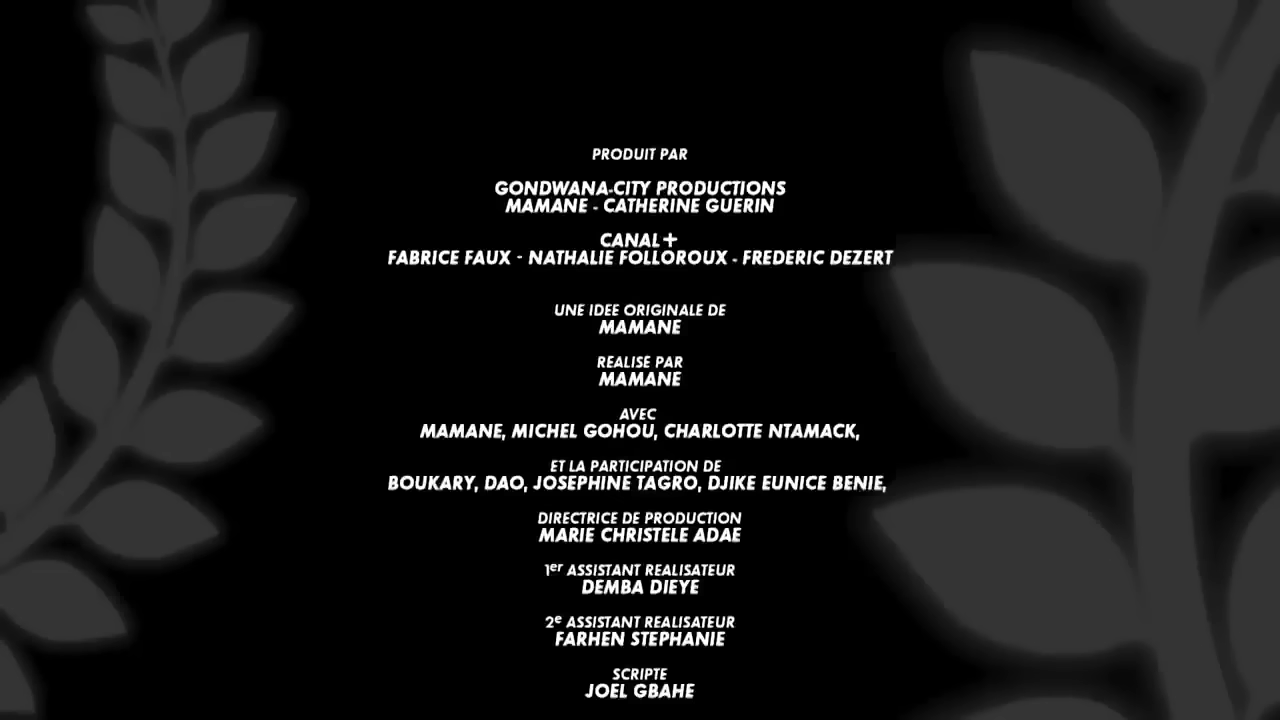 PRODUIT PAR
GONDWANA-CITY PRODUCTIONS
MAMANE - CATHERINE GUERIN
CANAL+
FABRICE FAUX - NATHALIE FOLLOROUX - FREDERIC DEZERT
UNE IDEE ORIGINALE DE
MAMANE
REALISE PAR
MAMANE
AVEC
MAMANE, MICHEL GOHOU, CHARLOTTE NTAMACK,
ET LA PARTICIPATION DE
BOUKARY, DAO, JOSEPHINE TAGRO, DJIKE EUNICE BENIE,
DIRECTRICE DE PRODUCTION
MARIE CHRISTELE ADAE
1er ASSISTANT REALISATEUR
DEMBA DIEYE
2e ASSISTANT REALISATEUR
FARHEN STEPHANIE
SCRIPTE
JOEL GBAHE